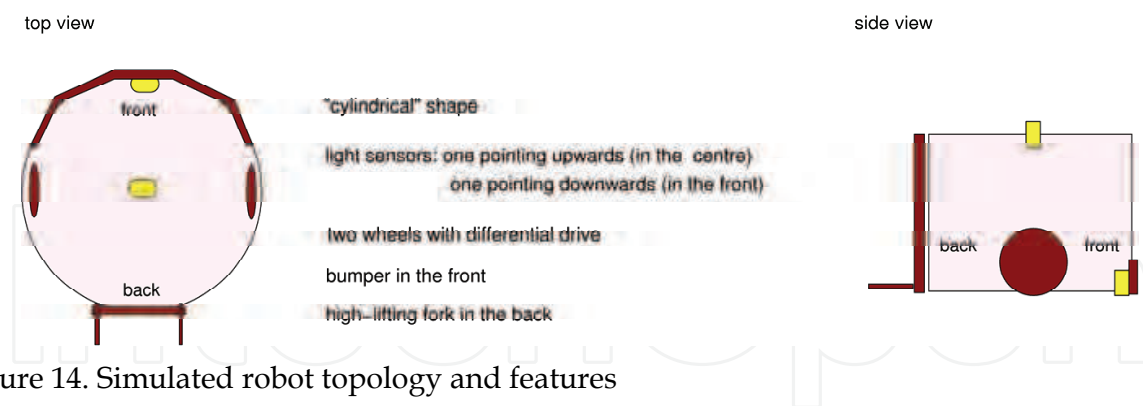 top view
side view
front
"cylindrical" shape
light sensors: one pointing upwards (in the centre)
one pointing downwards (in the front)
two wheels with differential drive
back
front
bumper in the front
back
high-lifting fork in the back
ure 14. Simulated robot topology and features